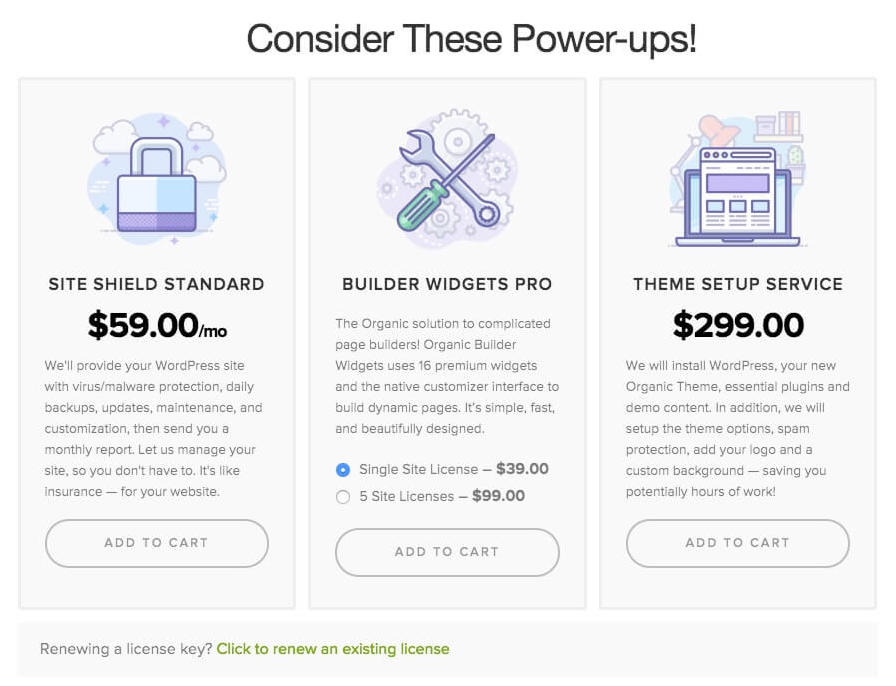 Consider These Power-ups!
SITE SHIELD STANDARD
$59.00/mo
We'll provide your WordPress site
with virus/malware protection, daily
backups, updates, maintenance, and
customization, then send you a
monthly report. Let us manage your
site, so you don't have to. It's like
insurance — for your website.
ADD TO CART
BUILDER WIDGETS PRO
The Organic solution to complicated
page builders! Organic Builder
Widgets uses 16 premium widgets
and the native customizer interface to
build dynamic pages. It's simple, fast,
and beautifully designed.
Single Site License – $39.00
5 Site Licenses – $99.00
ADD TO CART
THEME SETUP SERVICE
$299.00
We will install WordPress, your new
Organic Theme, essential plugins and
demo content. In addition, we will
setup the theme options, spam
protection, add your logo and a
custom background — saving you
potentially hours of work!
ADD TO CART
Renewing a license key? Click to renew an existing license